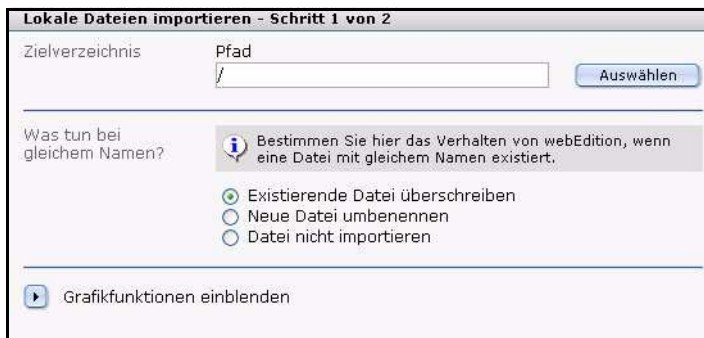 Lokale Dateien importieren - Schritt 1 von 2
Zielverzeichnis
Pfad
/
Auswählen
Was tun bei
gleichem Namen?
Bestimmen Sie hier das Verhalten von webEdition, wenn
eine Datei mit gleichem Namen existiert.
Existierende Datei überschreiben
Neue Datei umbenennen
Datei nicht importieren
Grafikfunktionen einblenden